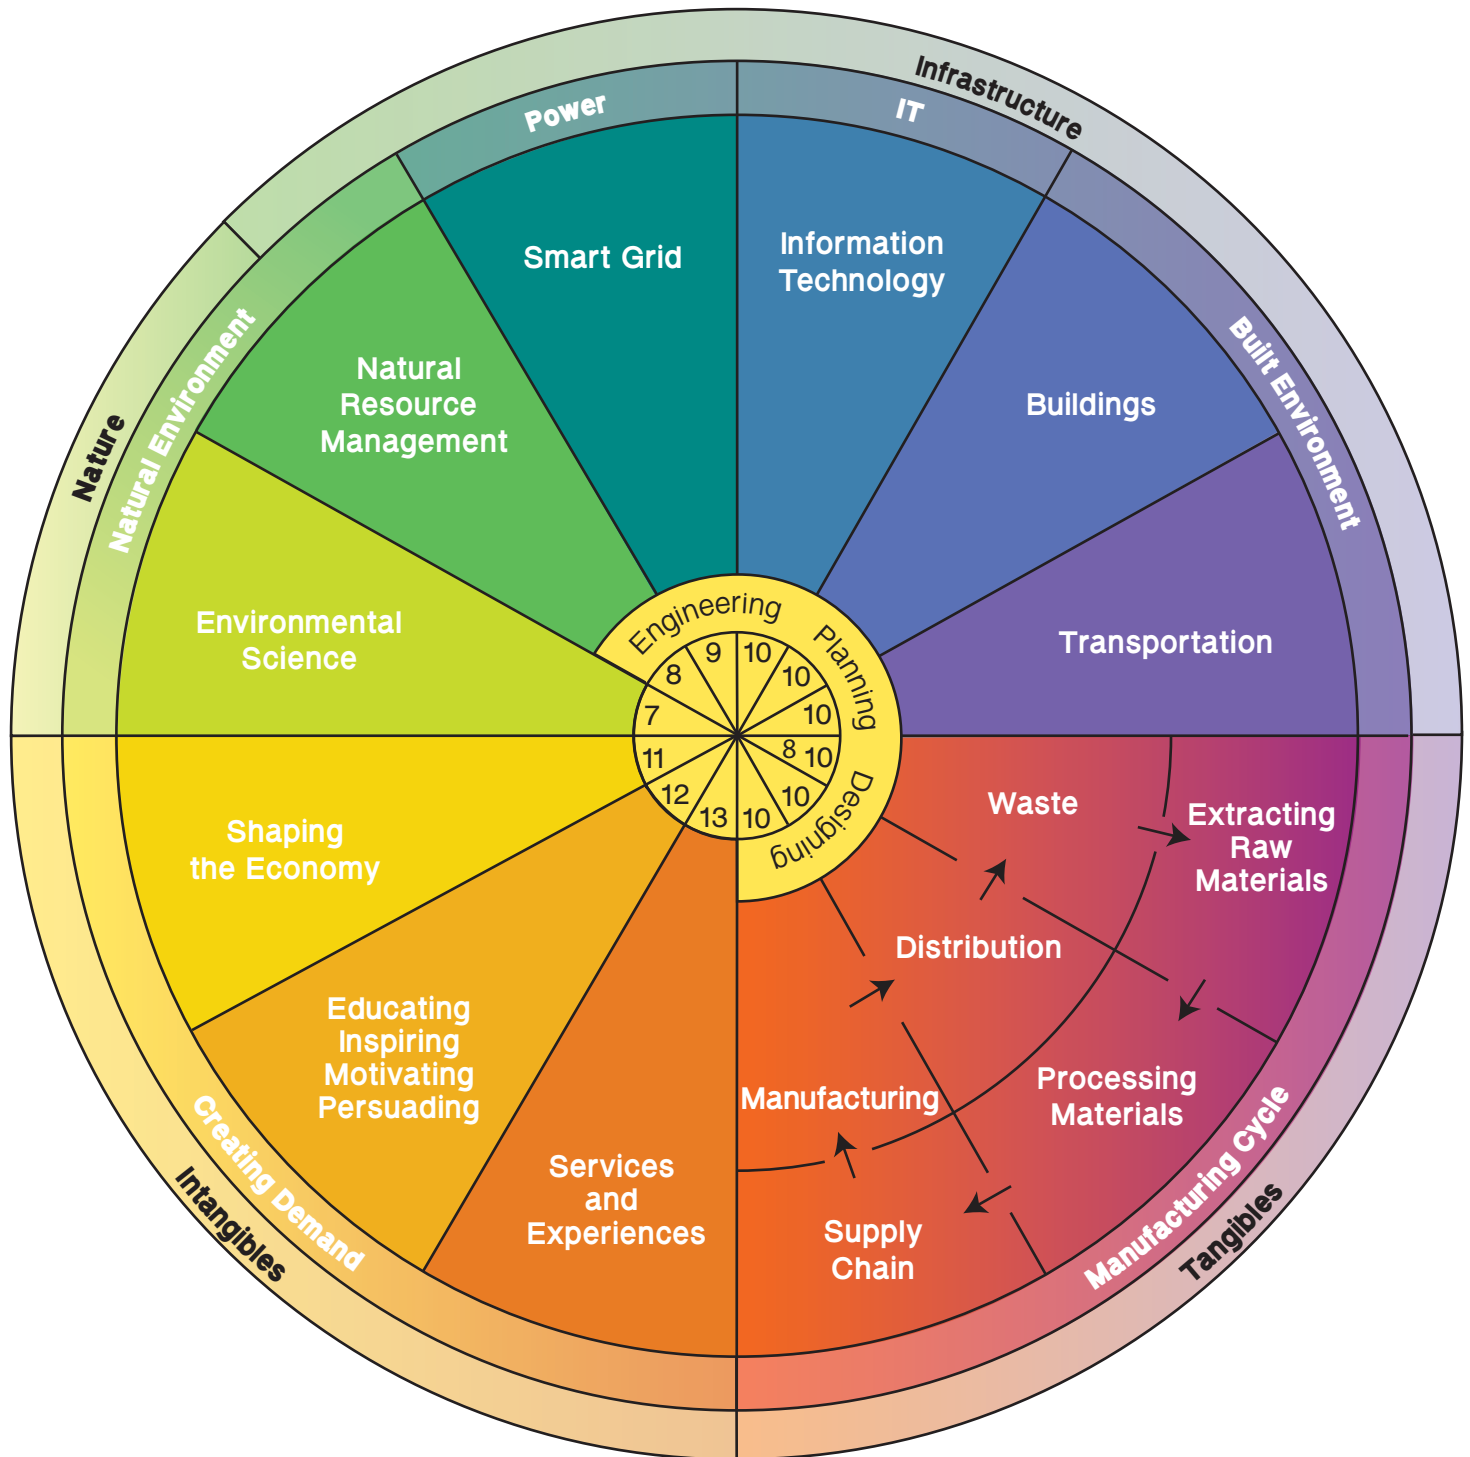 Infrastructure
Power
IT
Smart Grid
Information
Technology
Natural
Resource
Management
Buildings
Built Environment
Nature
Natural Environment
Environmental
Science
Transportation
Engineering
Planning
Designing
9
10
8
10
7
10
11
8
10
12
10
13
10
Shaping
the Economy
Waste
Extracting
Raw
Materials
Distribution
Educating
Inspiring
Motivating
Persuading
Manufacturing
Processing
Materials
Services
and
Experiences
Supply
Chain
Creating Demand
Intangibles
Manufacturing Cycle
Tangibles